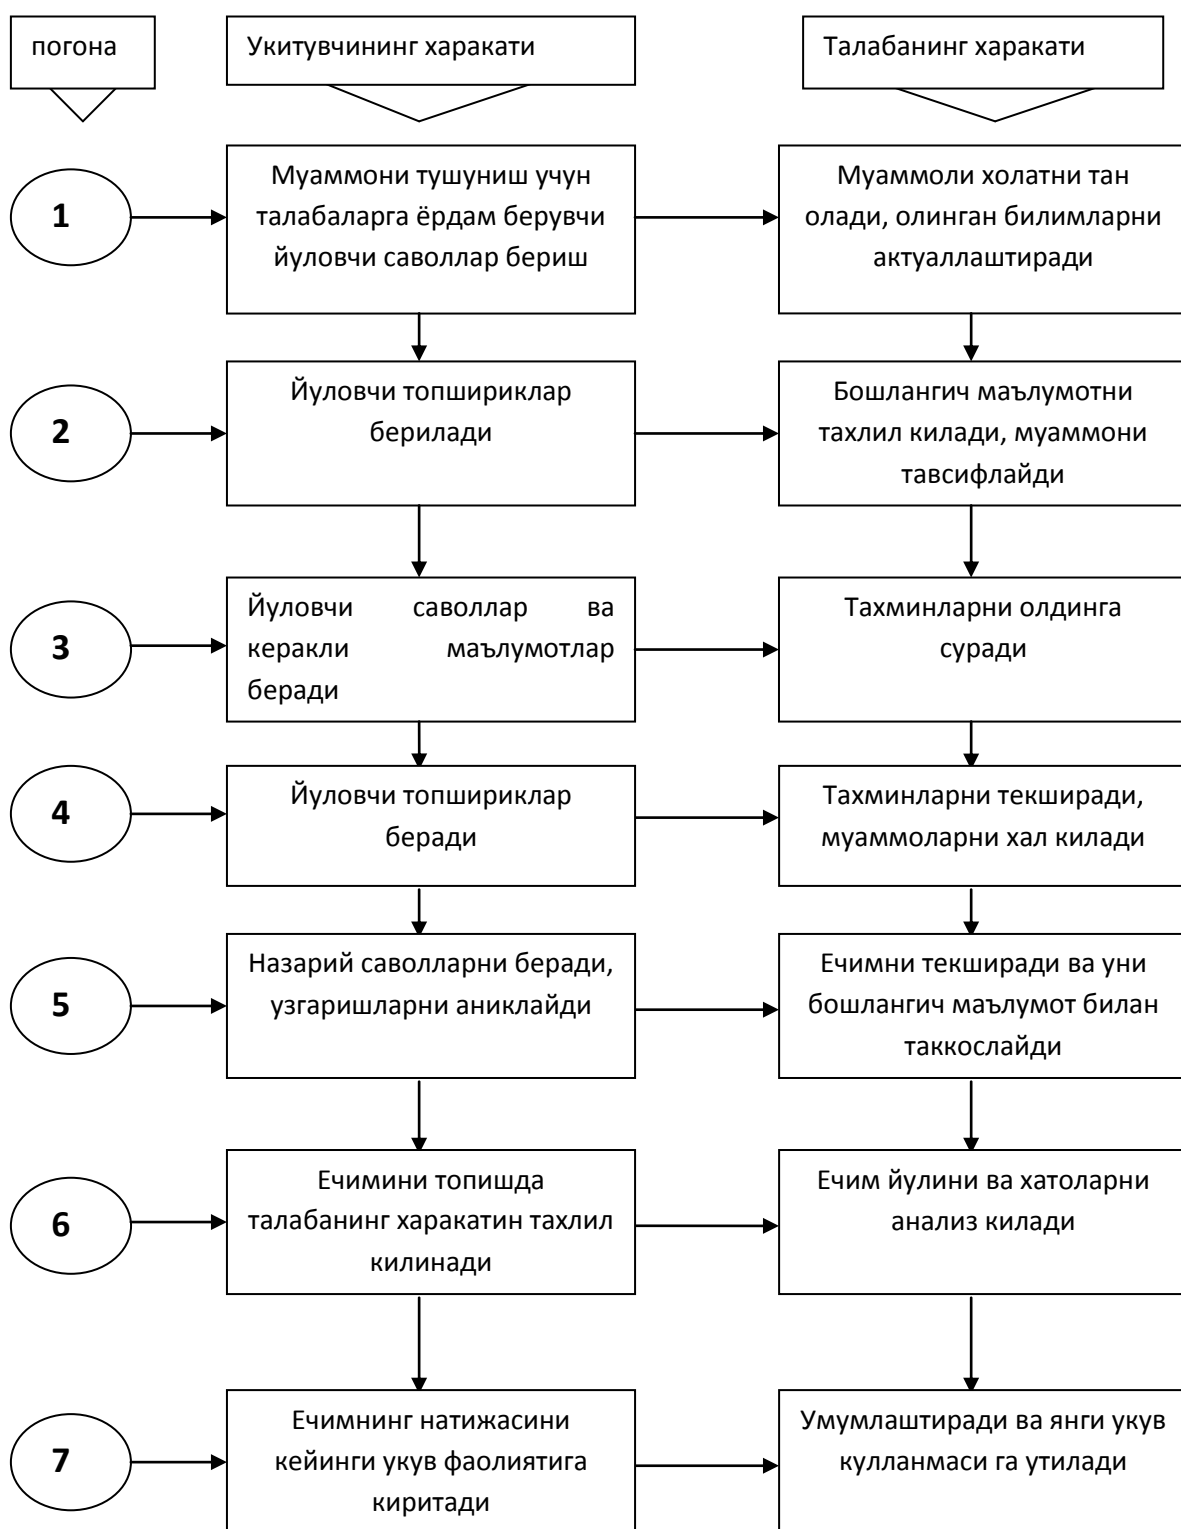 погона
Укитувчининг харакати
Талабанинг харакати
1
Муаммони тушуниш учун
талабаларга ёрдам берувчи
йуловчи саволлар бериш
Муаммоли холатни тан
олади, олинган билимларни
актуаллаштиради
2
Йуловчи топшириклар
берилади
Бошлангич маълумотни
тахлил килади, муаммони
тавсифлайди
3
Йуловчи саволлар ва
керакли маълумотлар
беради
Тахминларни олдинга
суради
4
Йуловчи топшириклар
беради
Тахминларни текширади,
муаммоларни хал килади
5
Назарий саволларни беради,
узгаришларни аниклайди
Ечимни текширади ва уни
бошлангич маълумот билан
таккослайди
6
Ечимини топишда
талабанинг харакатин тахлил
килинади
Ечим йулини ва хатоларни
анализ килади
7
Ечимнинг натижасини
кейинги укув фаолиятига
киритади
Умумлаштиради ва янги укув
кулланмаси га утилади